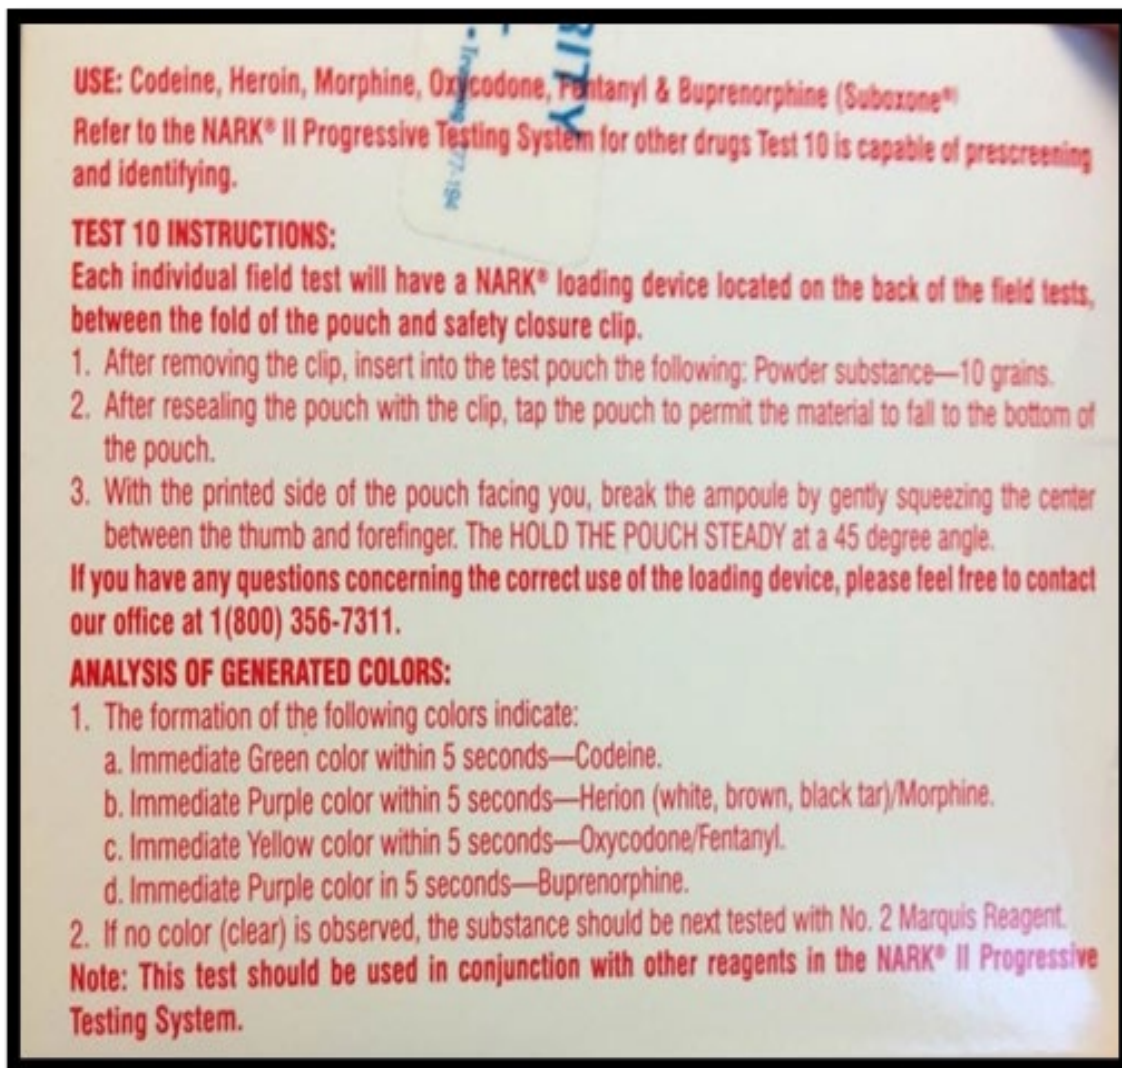 USE: Codeine, Heroin, Morphine, Oxycodone, Fentanyl & Buprenorphine (Suboxone®)
Refer to the NARK® II Progressive Testing System for other drugs Test 10 is capable of prescreening
and identifying.
TEST 10 INSTRUCTIONS:
Each individual field test will have a NARK® loading device located on the back of the field tests,
between the fold of the pouch and safety closure clip.
1. After removing the clip, insert into the test pouch the following: Powder substance—10 grains.
2. After resealing the pouch with the clip, tap the pouch to permit the material to fall to the bottom of
the pouch.
3. With the printed side of the pouch facing you, break the ampoule by gently squeezing the center
between the thumb and forefinger. The HOLD THE POUCH STEADY at a 45 degree angle.
If you have any questions concerning the correct use of the loading device, please feel free to contact
our office at 1(800) 356-7311.
ANALYSIS OF GENERATED COLORS:
1. The formation of the following colors indicate:
a. Immediate Green color within 5 seconds—Codeine.
b. Immediate Purple color within 5 seconds—Herion (white, brown, black tar)/Morphine.
c. Immediate Yellow color within 5 seconds—Oxycodone/Fentanyl.
d. Immediate Purple color in 5 seconds—Buprenorphine.
2. If no color (clear) is observed, the substance should be next tested with No. 2 Marquis Reagent.
Note: This test should be used in conjunction with other reagents in the NARK® II Progressive
Testing System.
RITY